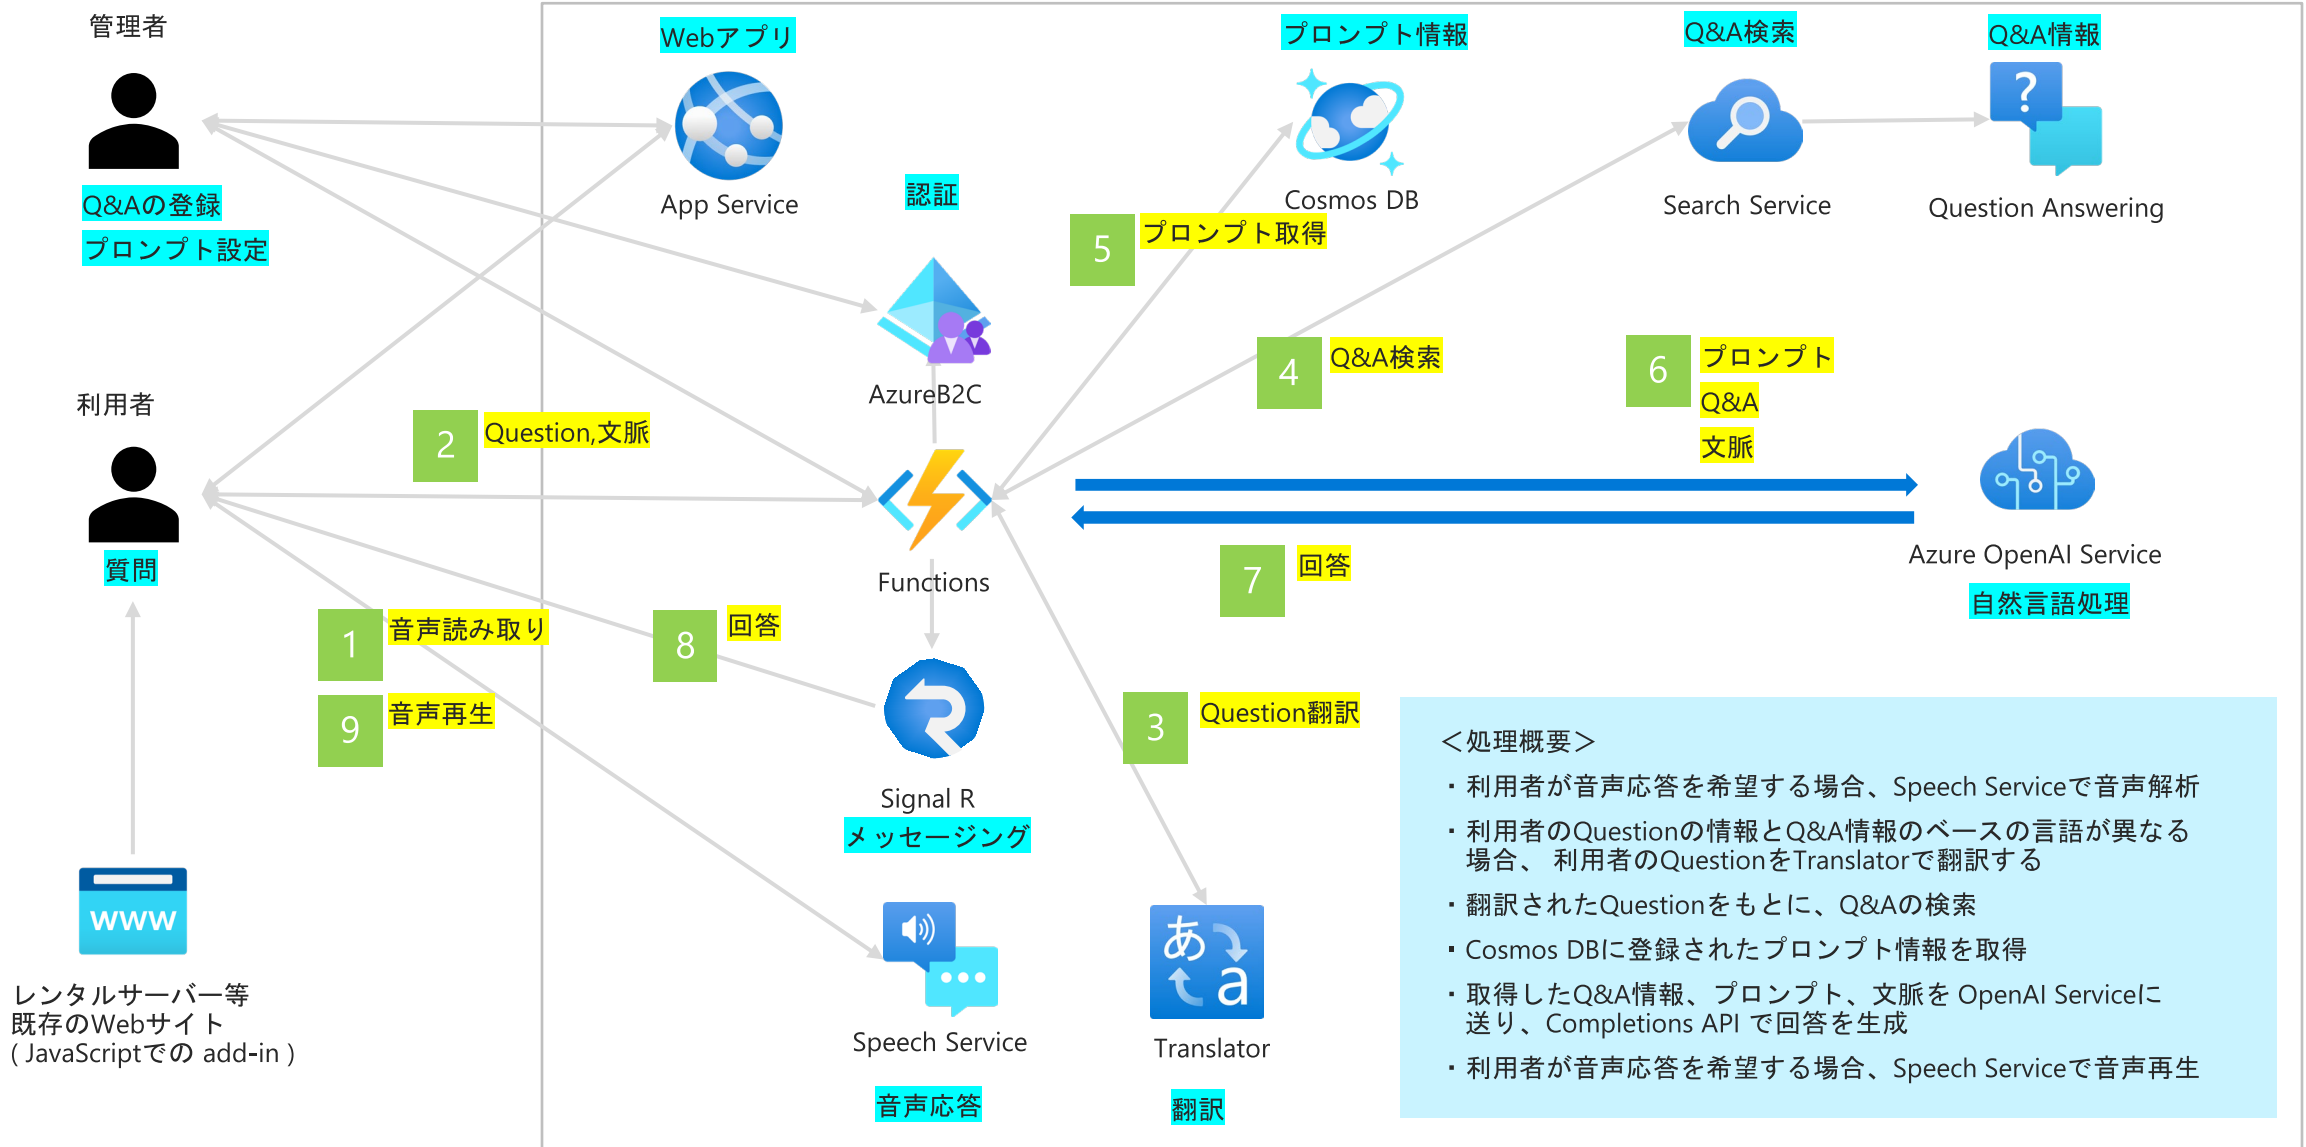 管理者
Webアプリ
プロンプト情報
Q&A検索
Q&A情報
Q&Aの登録
プロンプト設定
App Service
認証
Cosmos DB
Search Service
Question Answering
5
プロンプト取得
4
Q&A検索
6
プロンプト
Q&A
文脈
AzureB2C
利用者
2
Question,文脈
質問
Functions
7
回答
Azure OpenAI Service
自然言語処理
1
音声読み取り
8
回答
9
音声再生
3
Question翻訳
Signal R
メッセージング
www
レンタルサーバー等
既存のWebサイト
( JavaScriptでの add-in )
Speech Service
音声応答
あ
a
Translator
翻訳
＜処理概要＞
・利用者が音声応答を希望する場合、Speech Serviceで音声解析
・利用者のQuestionの情報とQ&A情報のベースの言語が異なる
場合、 利用者のQuestionをTranslatorで翻訳する
・翻訳されたQuestionをもとに、Q&Aの検索
・Cosmos DBに登録されたプロンプト情報を取得
・取得したQ&A情報、プロンプト、文脈を OpenAI Serviceに
送り、Completions API で回答を生成
・利用者が音声応答を希望する場合、Speech Serviceで音声再生